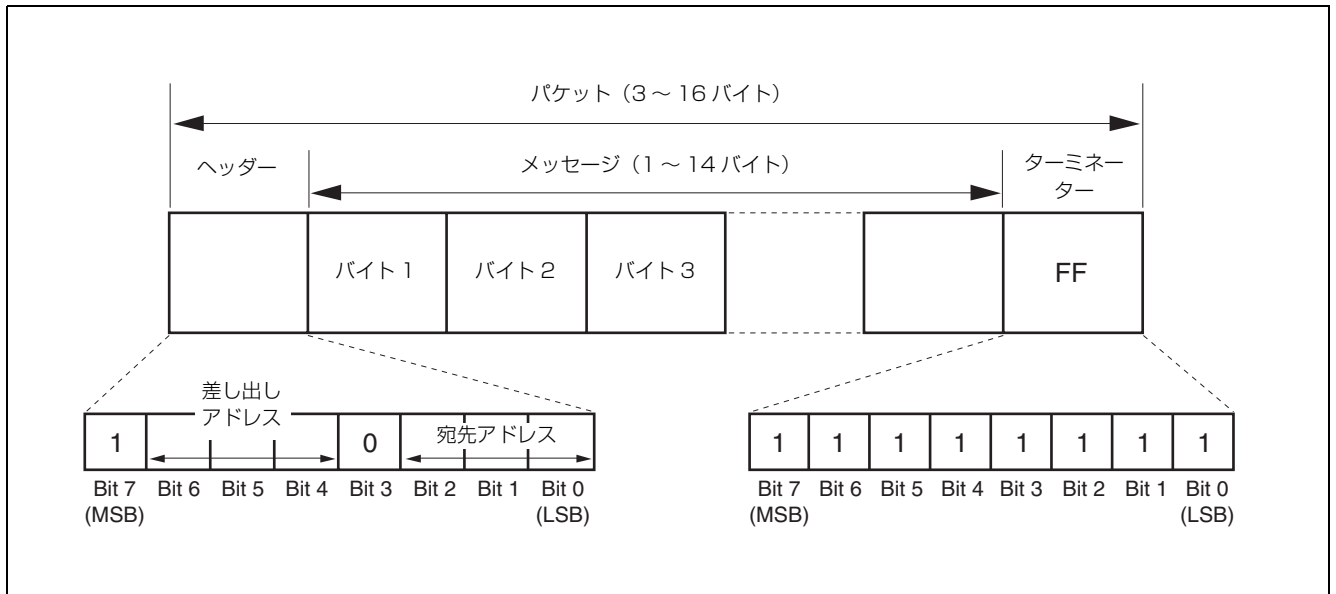 パケット（3～16 バイト）
ヘッダー
メッセージ（1～14 バイト）
ターミネー
ター
バイト 1
バイト 2
バイト 3
FF
差し出し
アドレス
1
0
宛先アドレス
Bit 7 Bit 6 Bit 5 Bit 4 Bit 3 Bit 2 Bit 1 Bit 0
(MSB) (LSB)
1 1 1 1 1 1 1 1
Bit 7 Bit 6 Bit 5 Bit 4 Bit 3 Bit 2 Bit 1 Bit 0
(MSB) (LSB)